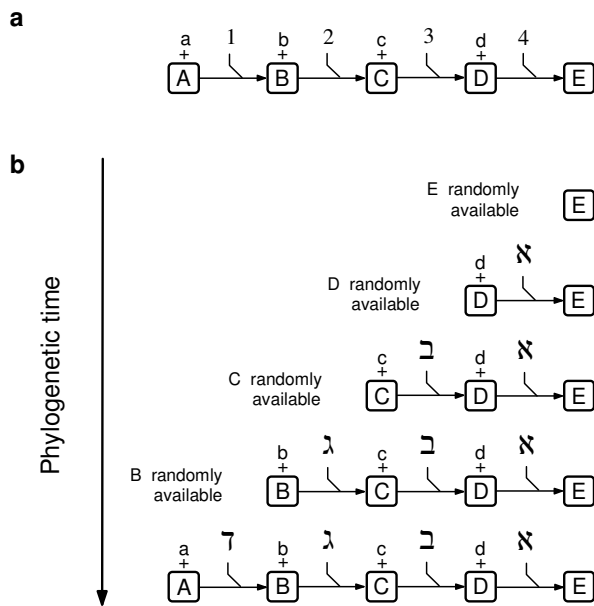 a
a 1 b 2 c 3 d 4
+ + + +
A B C D E
b
Phylogenetic time
E randomly
available
E
א
D randomly
available
d
+
D E
ב א
C randomly
available
c d
+ +
C D E
ג ב א
B randomly
available
b c d
+ + +
B C D E
ד ג ב א
a b c d
+ + + +
A B C D E